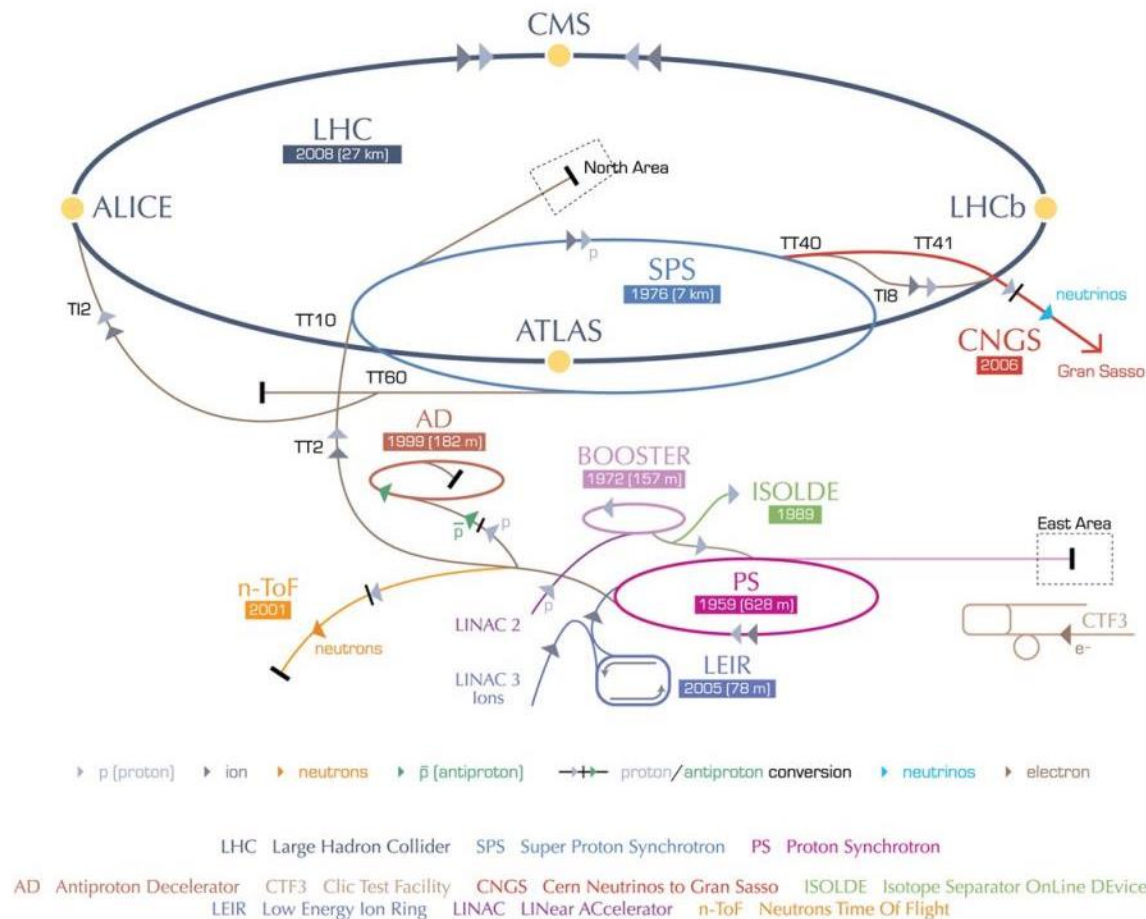 CMS
LHC
2008 (27 km)
North Area
ALICE
LHCb
TT40
TT41
p
SPS
1976 (7 km)
TI8
neutrinos
TI2
TT10
ATLAS
CNGS
2006
Gran Sasso
TT60
AD
1999 (182 m)
TT2
BOOSTER
1972 (157 m)
ISOLDE
1989
p̅
p
East Area
n-ToF
2001
PS
1959 (628 m)
p
LINAC 2
neutrons
CTF3
e-
LEIR
2005 (78 m)
LINAC 3
Ions
p (proton) ion neutrons p̅ (antiproton) proton/antiproton conversion neutrinos electron
LHC Large Hadron Collider SPS Super Proton Synchrotron PS Proton Synchrotron
AD Antiproton Decelerator CTF3 Clic Test Facility CNGS Cern Neutrinos to Gran Sasso ISOLDE Isotope Separator OnLine DEvice
LEIR Low Energy Ion Ring LINAC LINear ACcelerator n-ToF Neutrons Time Of Flight